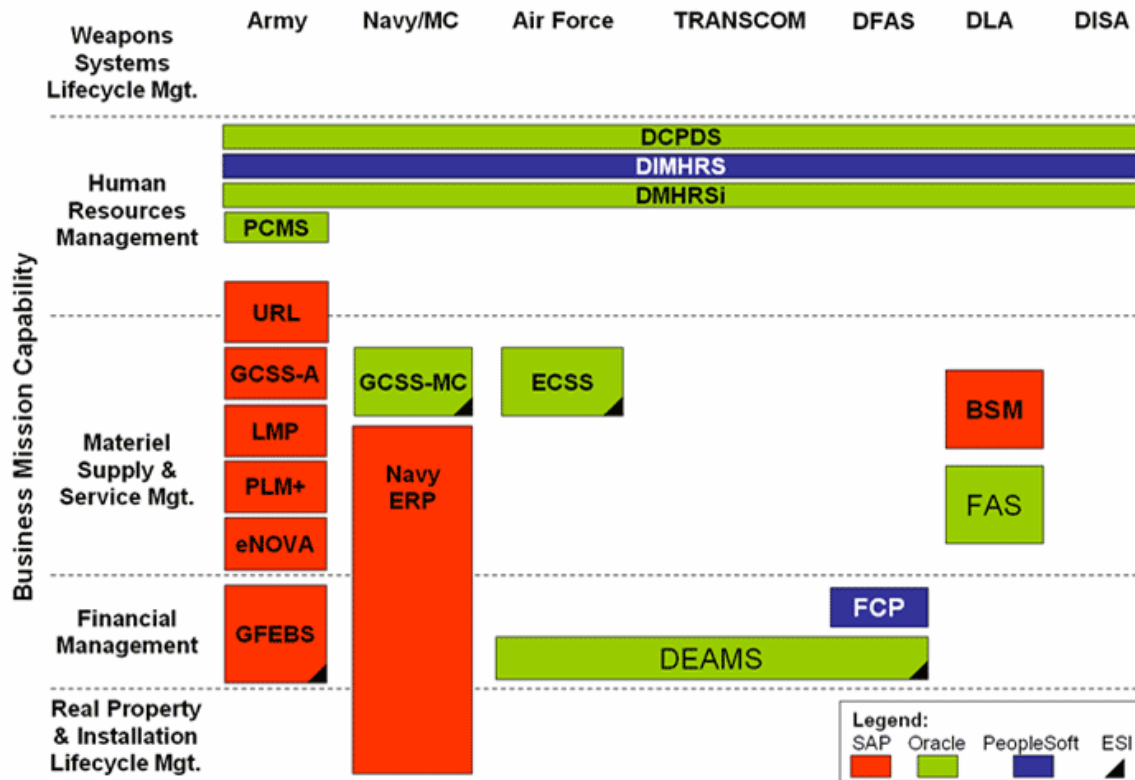 Army Navy/MC Air Force TRANSCOM DFAS DLA DISA
Weapons
Systems
Lifecycle Mgt.
DCPDS
DIMHRS
DMHRSi
Human
Resources
Management
PCMS
URL
Business Mission Capability
GCSS-A
GCSS-MC
ECSS
BSM
LMP
Materiel
Supply &
Service Mgt.
Navy
ERP
PLM+
FAS
eNOVA
Financial
Management
GFEBS
FCP
DEAMS
Real Property
& Installation
Lifecycle Mgt.
Legend:
SAP Oracle PeopleSoft ESI